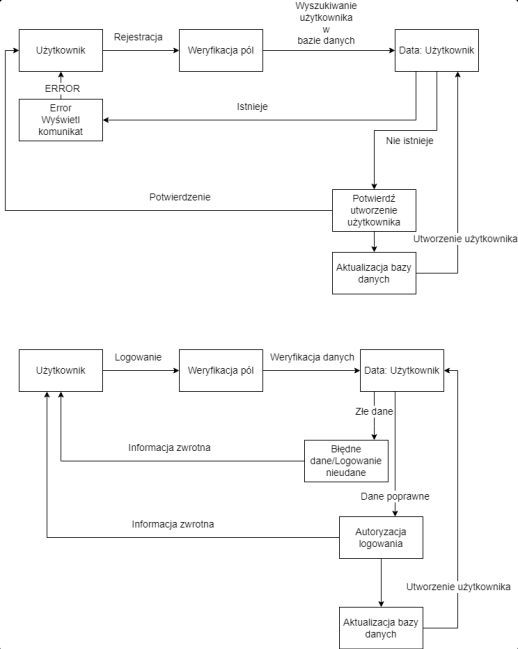 Wyszukiwanie
użytkownika
w
bazie danych
Użytkownik
Rejestracja
Weryfikacja pól
Data: Użytkownik
ERROR
Error
Wyświetl
komunikat
Istnieje
Nie istnieje
Potwierdzenie
Potwierdź
utworzenie
użytkownika
Utworzenie użytkownika
Aktualizacja bazy
danych
Użytkownik
Logowanie
Weryfikacja pól
Weryfikacja danych
Data: Użytkownik
Złe dane
Informacja zwrotna
Błędne
dane/Logowanie
nieudane
Dane poprawne
Informacja zwrotna
Autoryzacja
logowania
Utworzenie użytkownika
Aktualizacja bazy
danych